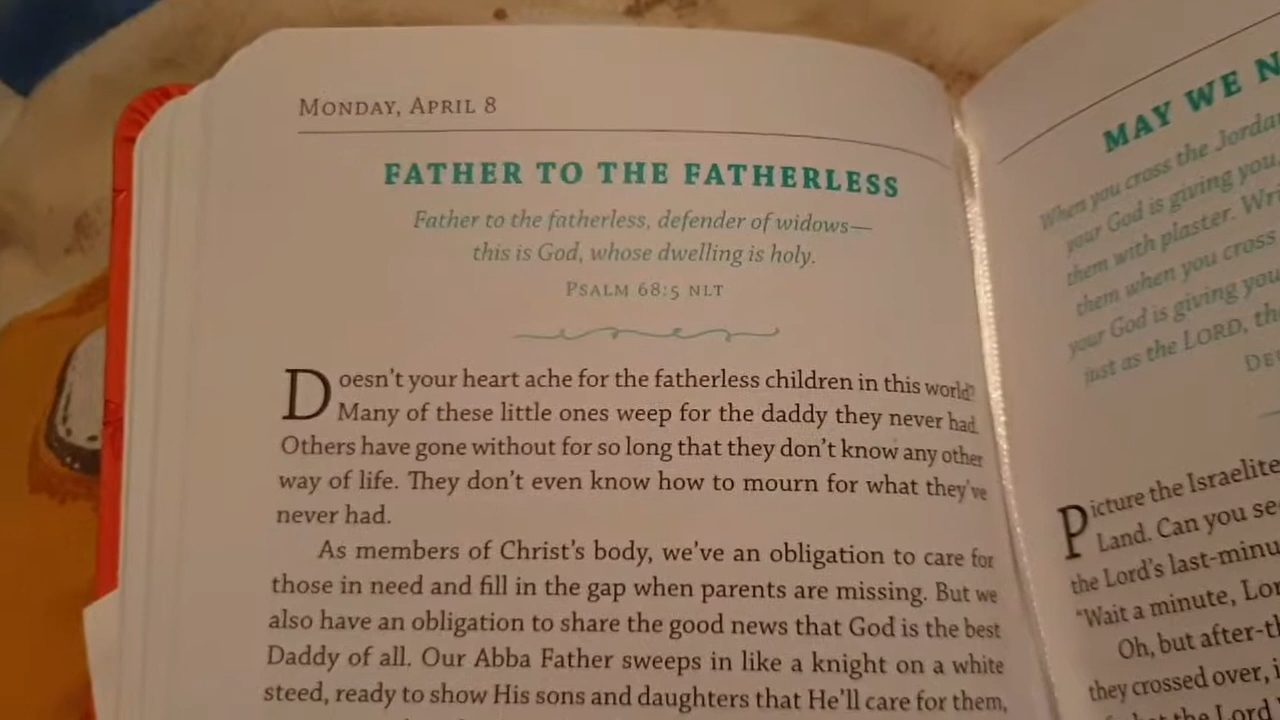 MONDAY, APRIL 8
FATHER TO THE FATHERLESS
Father to the fatherless, defender of widows—
this is God, whose dwelling is holy.
PSALM 68:5 NLT
Doesn't your heart ache for the fatherless children in this world?
Many of these little ones weep for the daddy they never had.
Others have gone without for so long that they don't know any other
way of life. They don't even know how to mourn for what they've
never had.
As members of Christ's body, we've an obligation to care for
those in need and fill in the gap when parents are missing. But we
also have an obligation to share the good news that God is the best
Daddy of all. Our Abba Father sweeps in like a knight on a white
steed, ready to show His sons and daughters that He'll care for them,
MAY WE N
When you cross the Jorda
your God is giving you
them with plaster. Wr
them when you cross
your God is giving you
just as the LORD, th
DE
Picture the Israelite
Land. Can you se
the Lord's last-minu
"Wait a minute, Lor
Oh, but after-th
they crossed over, i
the Lord